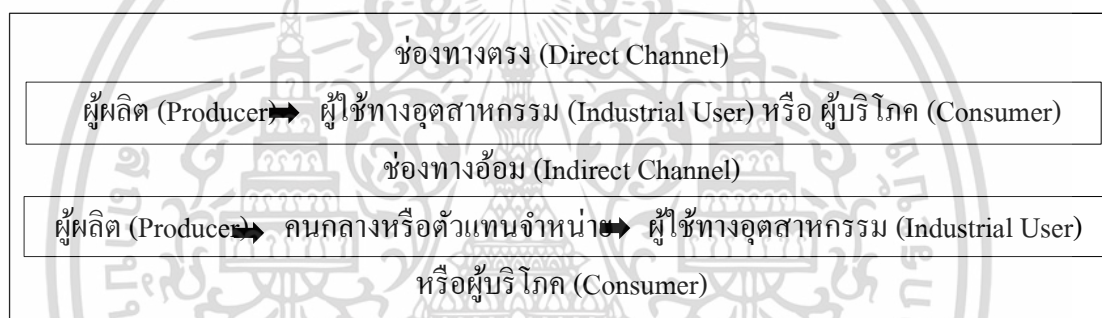 ช่องทางตรง (Direct Channel)
ผู้ผลิต (Producer) ➡ ผู้ใช้ทางอุตสาหกรรม (Industrial User) หรือ ผู้บริโภค (Consumer)
ช่องทางอ้อม (Indirect Channel)
ผู้ผลิต (Producer) ➡ คนกลางหรือตัวแทนจำหน่าย ➡ ผู้ใช้ทางอุตสาหกรรม (Industrial User)
หรือผู้บริโภค (Consumer)